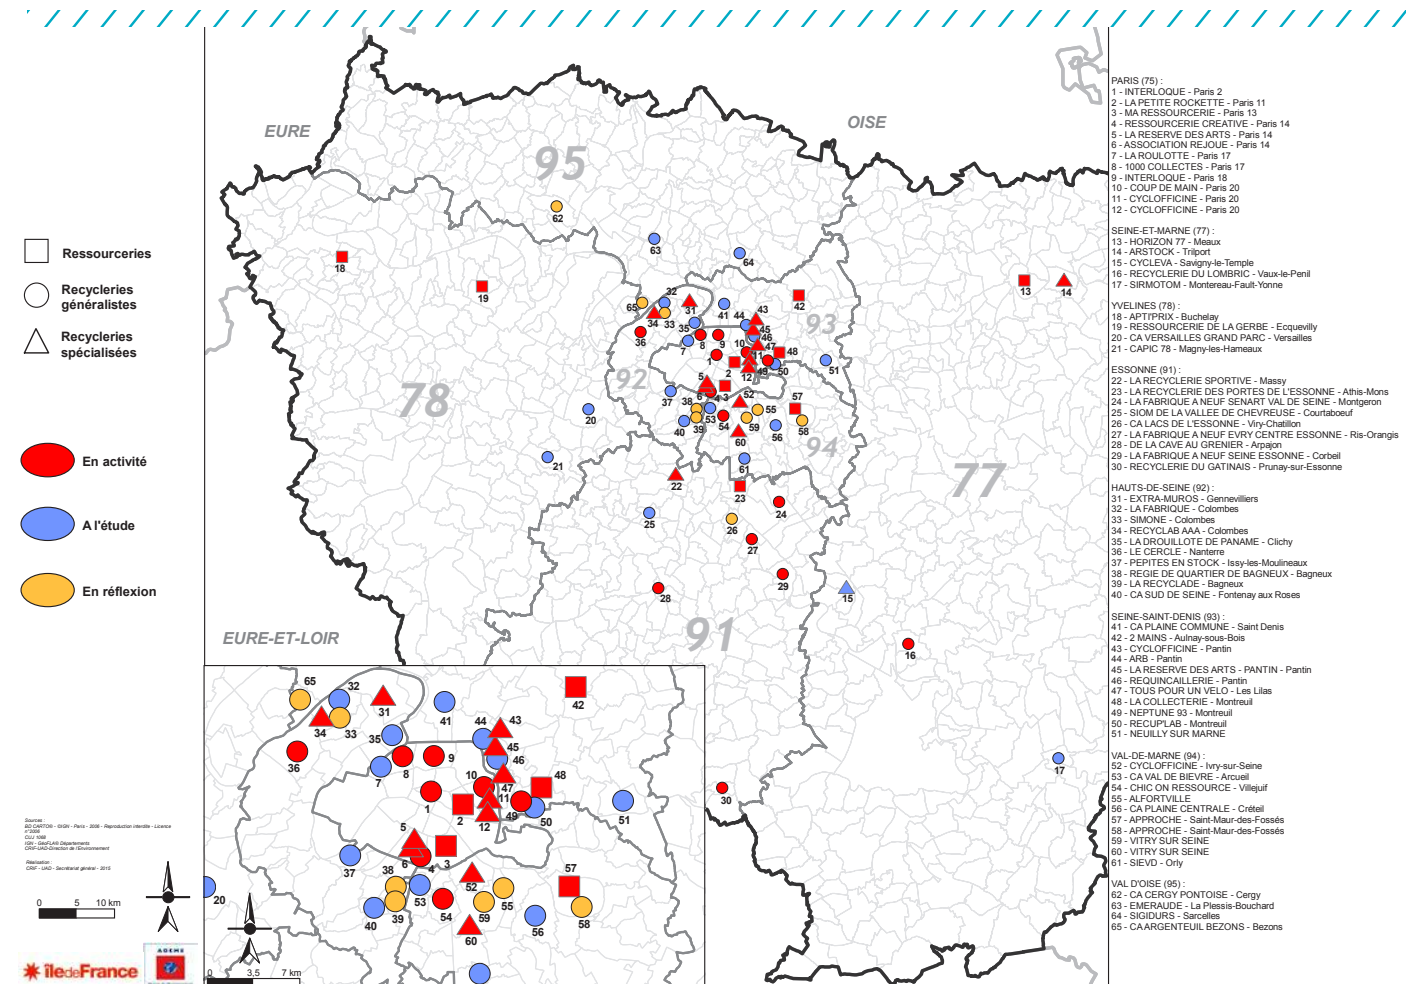 EURE
OISE
95
78
92
93
94
77
91
EURE-ET-LOIR
Ressourceries
Recycleries
généralistes
Recycleries
spécialisées
En activité
A l'étude
En réflexion
PARIS (75) :
1 - INTERLOQUE - Paris 2
2 - LA PETITE ROCKETTE - Paris 11
3 - MA RESSOURCERIE - Paris 13
4 - RESSOURCERIE CREATIVE - Paris 14
5 - LA RESERVE DES ARTS - Paris 14
6 - ASSOCIATION REJOUE - Paris 14
7 - LA ROULOTTE - Paris 17
8 - 1000 COLLECTES - Paris 17
9 - INTERLOQUE - Paris 18
10 - COUP DE MAIN - Paris 20
11 - CYCLOFFICINE - Paris 20
12 - CYCLOFFICINE - Paris 20
SEINE-ET-MARNE (77) :
13 - HORIZON 77 - Meaux
14 - ARSTOCK - Trilport
15 - CYCLEVA - Savigny-le-Temple
16 - RECYCLERIE DU LOMBRIC - Vaux-le-Penil
17 - SIRMOTOM - Montereau-Fault-Yonne
YVELINES (78) :
18 - APTI'PRIX - Buchelay
19 - RESSOURCERIE DE LA GERBE - Ecquevilly
20 - CA VERSAILLES GRAND PARC - Versailles
21 - CAPIC 78 - Magny-les-Hameaux
ESSONNE (91) :
22 - LA RECYCLERIE SPORTIVE - Massy
23 - LA RECYCLERIE DES PORTES DE L'ESSONNE - Athis-Mons
24 - LA FABRIQUE A NEUF SENART VAL DE SEINE - Montgeron
25 - SIOM DE LA VALLEE DE CHEVREUSE - Courtaboeuf
26 - CA LACS DE L'ESSONNE - Viry-Chatillon
27 - LA FABRIQUE A NEUF EVRY CENTRE ESSONNE - Ris-Orangis
28 - DE LA CAVE AU GRENIER - Arpajon
29 - LA FABRIQUE A NEUF SEINE ESSONNE - Corbeil
30 - RECYCLERIE DU GATINAIS - Prunay-sur-Essonne
HAUTS-DE-SEINE (92) :
31 - EXTRA-MUROS - Gennevilliers
32 - LA FABRIQUE - Colombes
33 - SIMONE - Colombes
34 - RECYCLAB AAA - Colombes
35 - LA DROUILLOTE DE PANAME - Clichy
36 - LE CERCLE - Nanterre
37 - PEPITES EN STOCK - Issy-les-Moulineaux
38 - REGIE DE QUARTIER DE BAGNEUX - Bagneux
39 - LA RECYCLADE - Bagneux
40 - CA SUD DE SEINE - Fontenay aux Roses
SEINE-SAINT-DENIS (93) :
41 - CA PLAINE COMMUNE - Saint Denis
42 - 2 MAINS - Aulnay-sous-Bois
43 - CYCLOFFICINE - Pantin
44 - ARB - Pantin
45 - LA RESERVE DES ARTS - PANTIN - Pantin
46 - REQUINCAILLERIE - Pantin
47 - TOUS POUR UN VELO - Les Lilas
48 - LA COLLECTERIE - Montreuil
49 - NEPTUNE 93 - Montreuil
50 - RECUPLAB - Montreuil
51 - NEUILLY SUR MARNE
VAL-DE-MARNE (94) :
52 - CYCLOFFICINE - Ivry-sur-Seine
53 - CA VAL DE BIEVRE - Arcueil
54 - CHIC ON RESSOURCE - Villejuif
55 - ALFORTVILLE
56 - CA PLAINE CENTRALE - Créteil
57 - APPROCHE - Saint-Maur-des-Fossés
58 - APPROCHE - Saint-Maur-des-Fossés
59 - VITRY SUR SEINE
60 - VITRY SUR SEINE
61 - SIEVD - Orly
VAL D'OISE (95) :
62 - CA CERGY PONTOISE - Cergy
63 - EMERAUDE - La Plessis-Bouchard
64 - SIGIDURS - Sarcelles
65 - CA ARGENTEUIL BEZONS - Bezons
0 5 10 km
0 3,5 7 km
îledeFrance
ADEME